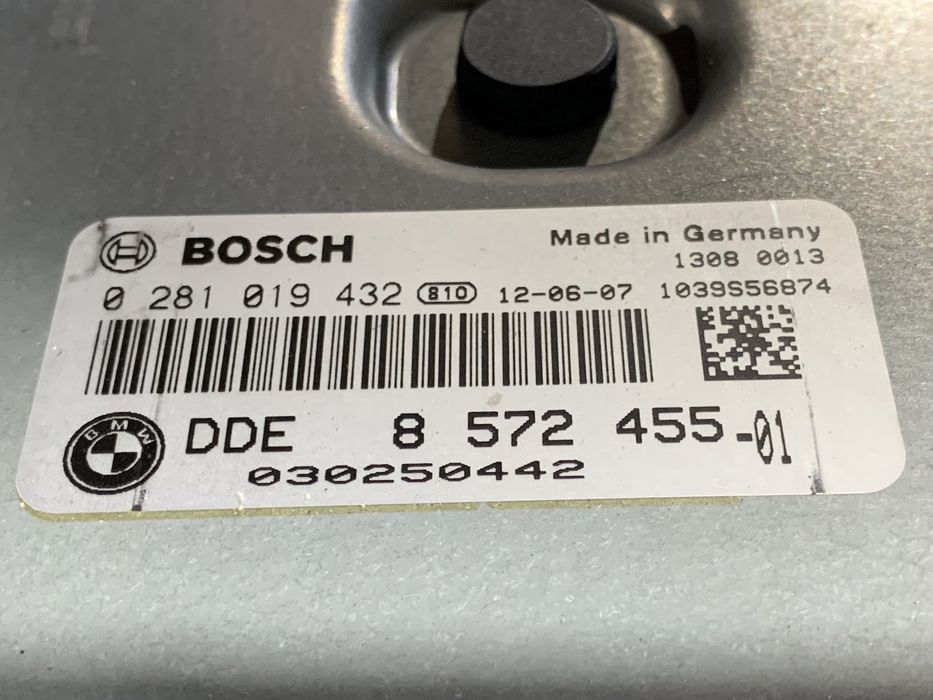 BOSCH
Made in Germany
1308 0013
0 281 019 432 810 12-06-07 1039S56874
BMW
DDE 8 572 455-01
030250442